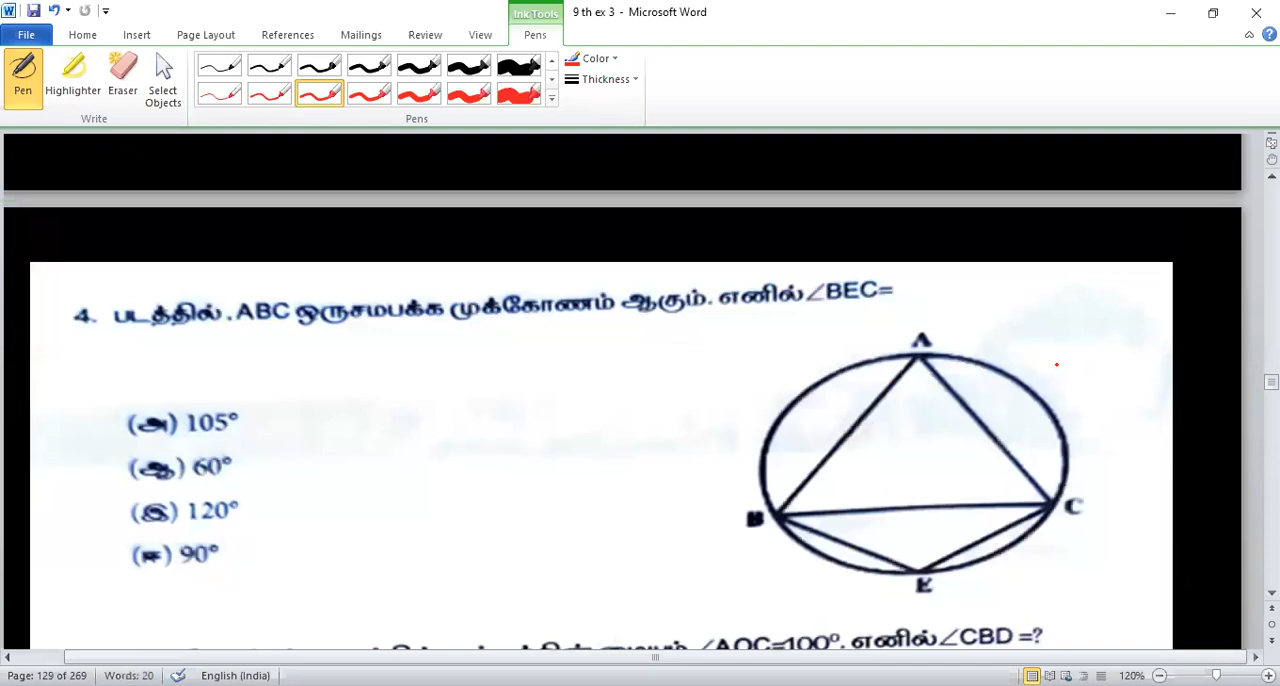 Ink Tools
9 th ex 3 - Microsoft Word
File Home Insert Page Layout References Mailings Review View Pens
Color
Thickness
Pen Highlighter Eraser Select Objects
Write Pens
4. படத்தில் . ABC ஒருசமபக்க முக்கோணம் ஆகும். எனில்∠BEC=
A
(அ) 105°
(ஆ) 60°
(இ) 120°
B C
(ஈ) 90°
E
∠AOC=100°. எனில்∠CBD =?
Page: 129 of 269 Words: 20 English (India) 120%